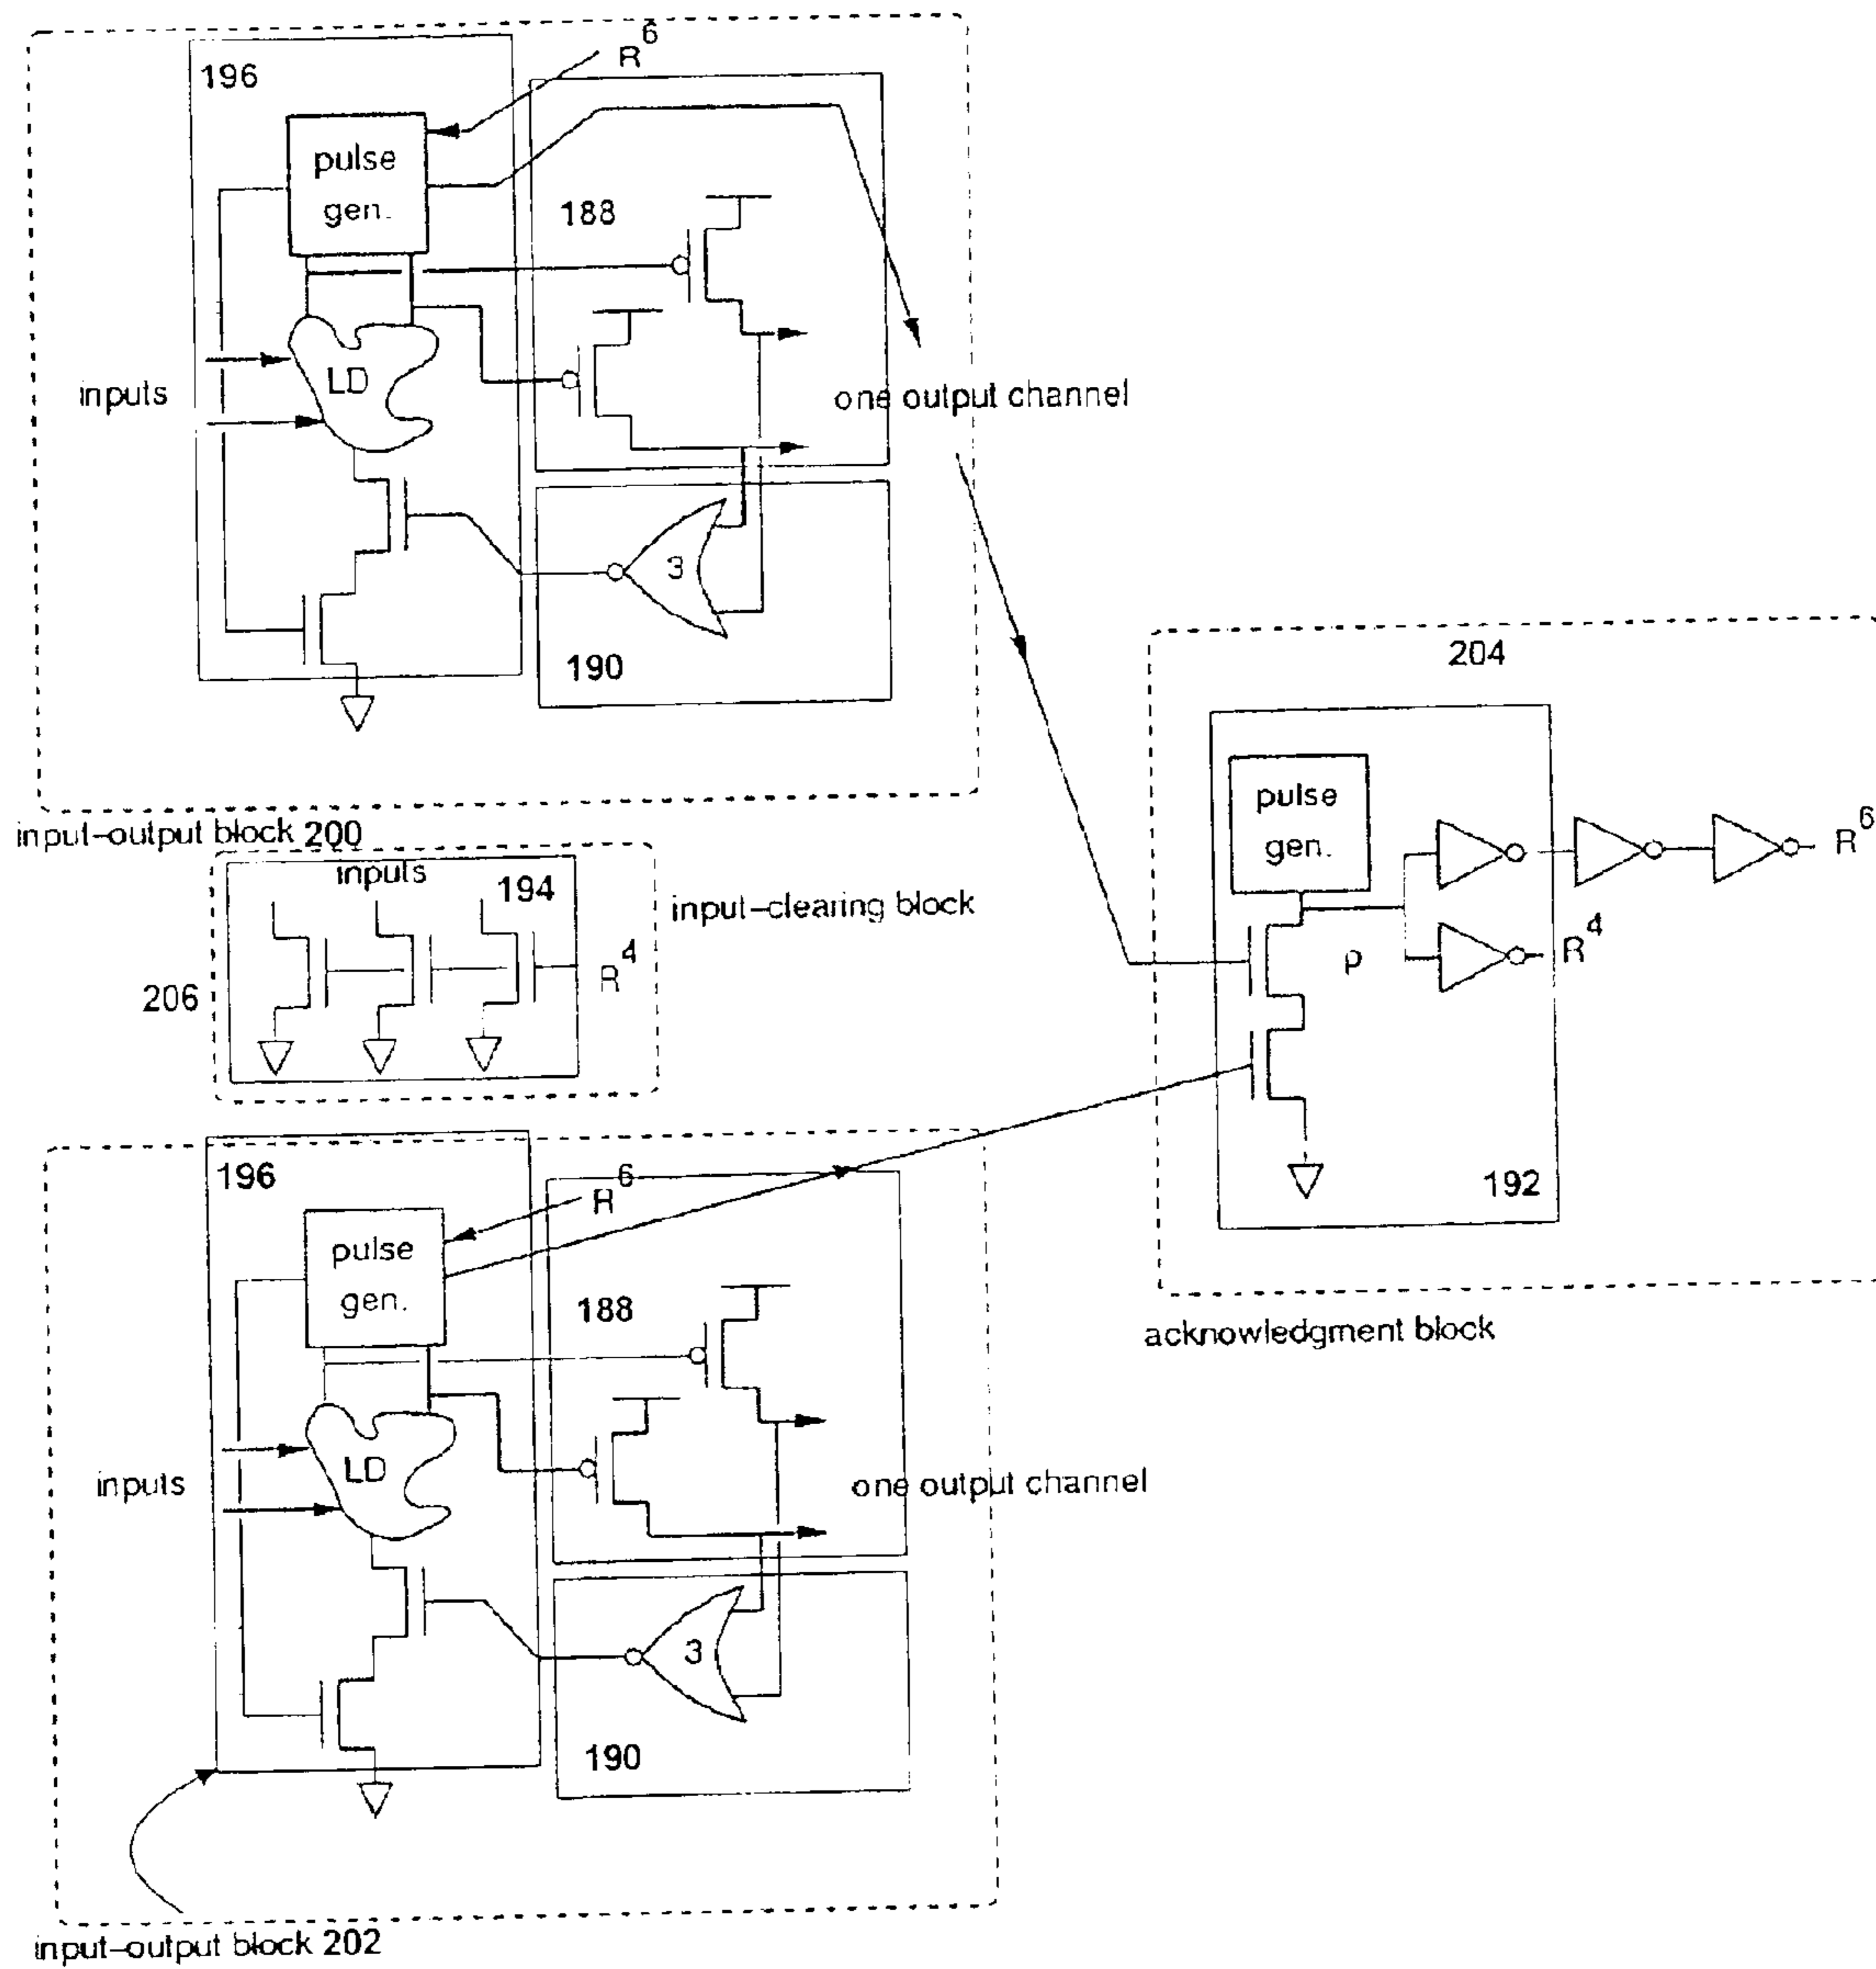 R6
196
pulse
gen.
188
LD
inputs
one output channel
3
190
input-output block 200
inputs
194
input-clearing block
R4
206
204
pulse
gen.
R6
R4
ρ
192
acknowledgment block
196
R6
pulse
gen.
188
LD
inputs
one output channel
3
190
input-output block 202